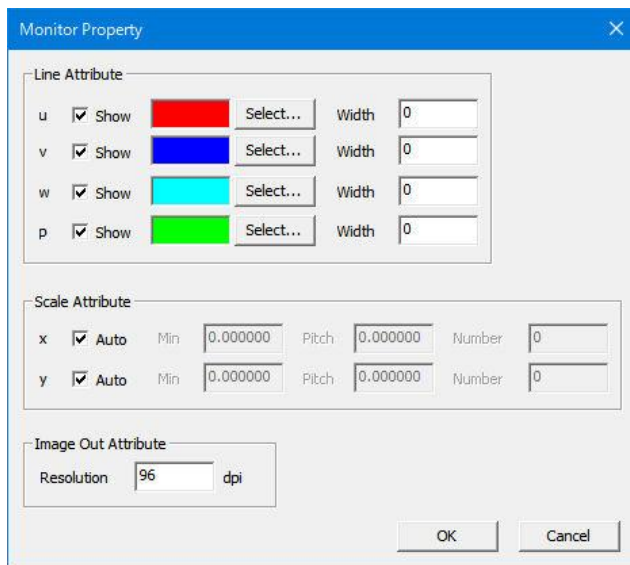 Monitor Property
Line Attribute
u Show Select... Width 0
v Show Select... Width 0
w Show Select... Width 0
p Show Select... Width 0
Scale Attribute
x Auto Min 0.000000 Pitch 0.000000 Number 0
y Auto Min 0.000000 Pitch 0.000000 Number 0
Image Out Attribute
Resolution 96 dpi
OK Cancel